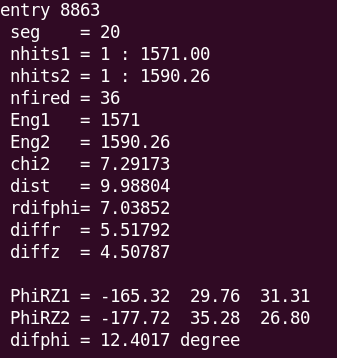 entry 8863
seg    = 20
nhits1 = 1 : 1571.00
nhits2 = 1 : 1590.26
nfired = 36
Eng1   = 1571
Eng2   = 1590.26
chi2   = 7.29173
dist   = 9.98804
rdifphi= 7.03852
diffr  = 5.51792
diffz  = 4.50787
PhiRZ1 = -165.32  29.76  31.31
PhiRZ2 = -177.72  35.28  26.80
difphi = 12.4017 degree